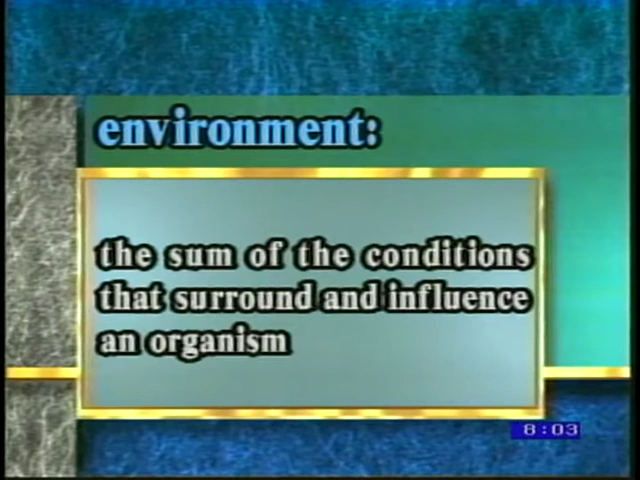 environment:
the sum of the conditions
that surround and influence
an organism
8:03